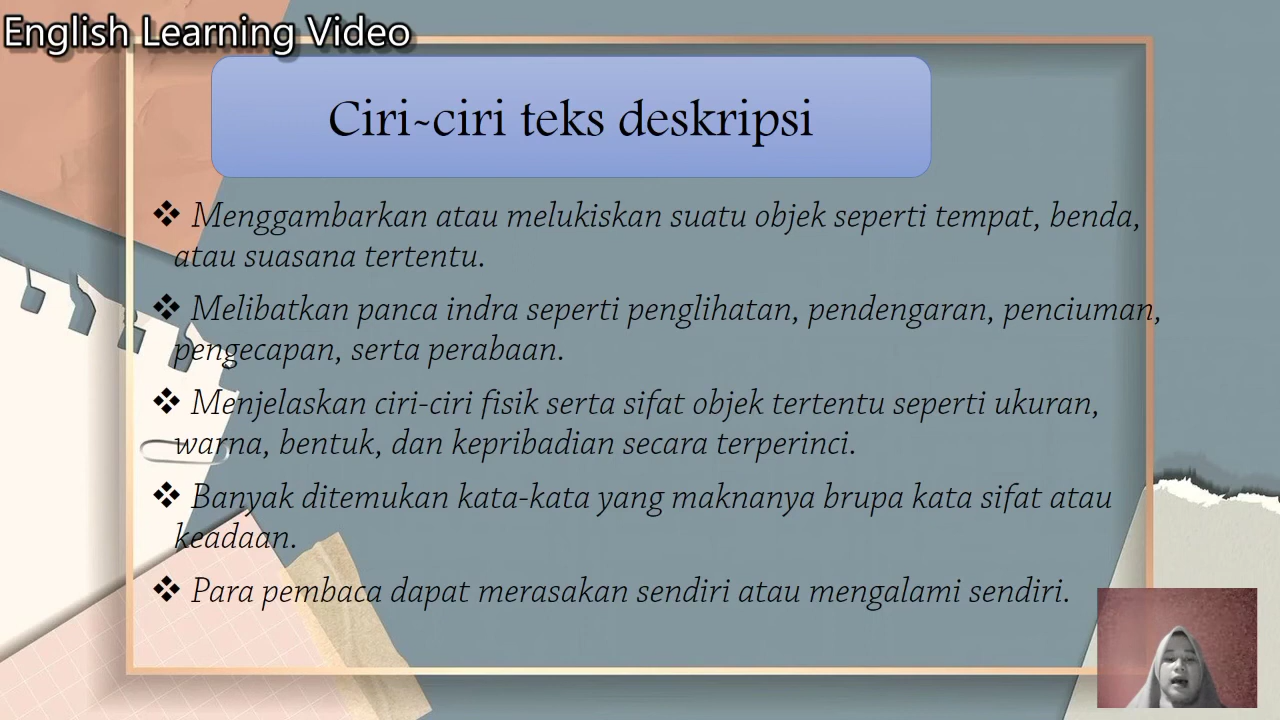 English Learning Video
Ciri-ciri teks deskripsi
❖ Menggambarkan atau melukiskan suatu objek seperti tempat, benda,
atau suasana tertentu.
❖ Melibatkan panca indra seperti penglihatan, pendengaran, penciuman,
pengecapan, serta perabaan.
❖ Menjelaskan ciri-ciri fisik serta sifat objek tertentu seperti ukuran,
warna, bentuk, dan kepribadian secara terperinci.
❖ Banyak ditemukan kata-kata yang maknanya brupa kata sifat atau
keadaan.
❖ Para pembaca dapat merasakan sendiri atau mengalami sendiri.